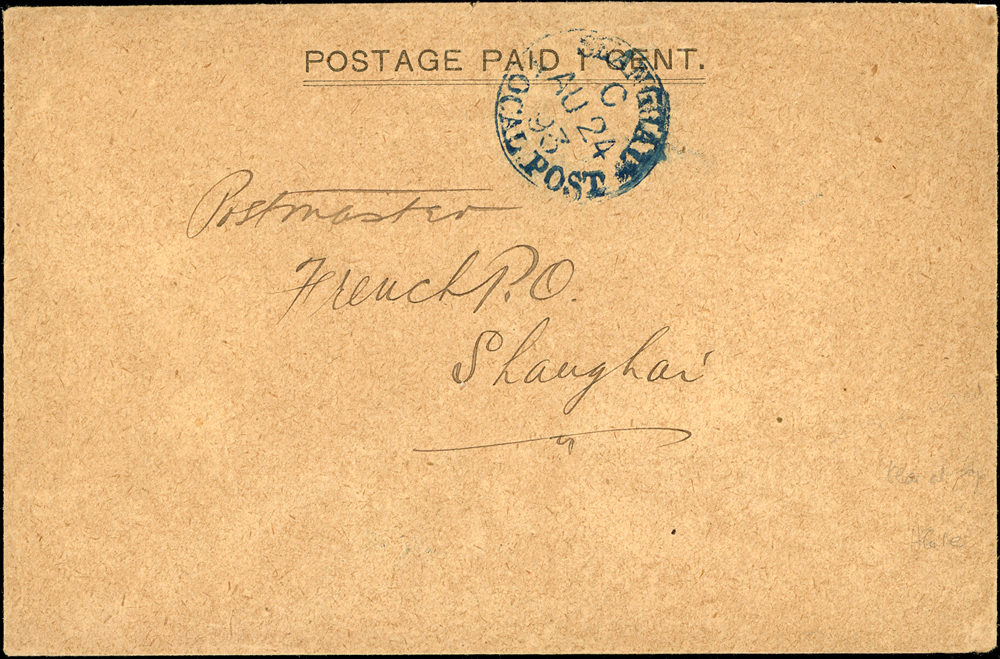 POSTAGE PAID 1 CENT.
SHANGHAI
LOCAL POST
C
AU 24
93
Postmaster
French P.O.
Shanghai